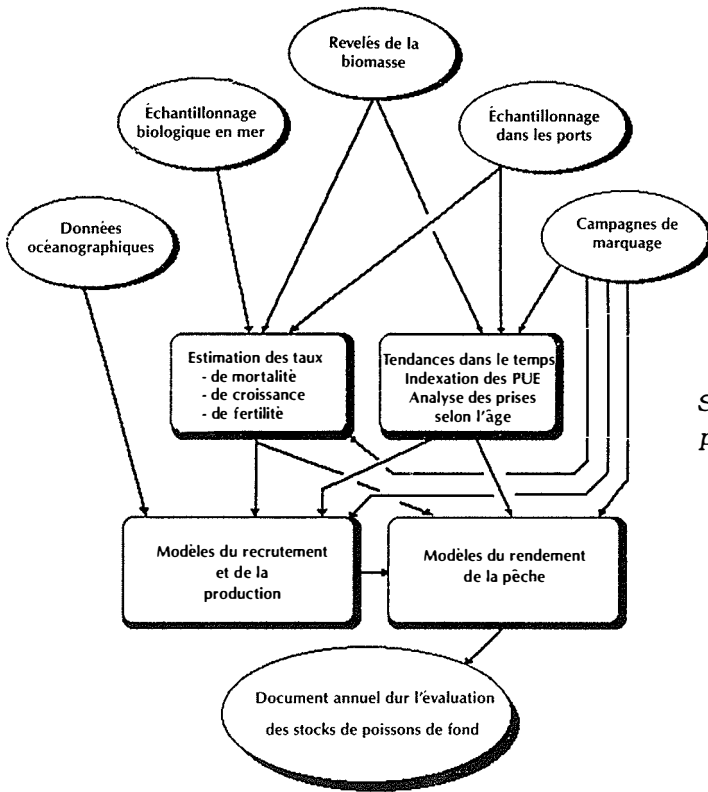 Revelés de la
biomasse
Échantillonnage
biologique en mer
Échantillonnage
dans les ports
Données
océanographiques
Campagnes de
marquage
Estimation des taux
- de mortalité
- de croissance
- de fertilité
Tendances dans le temps
Indexation des PUE
Analyse des prises
selon l'âge
S
p
Modèles du recrutement
et de la
production
Modèles du rendement
de la pêche
Document annuel dur l'évaluation
des stocks de poissons de fond